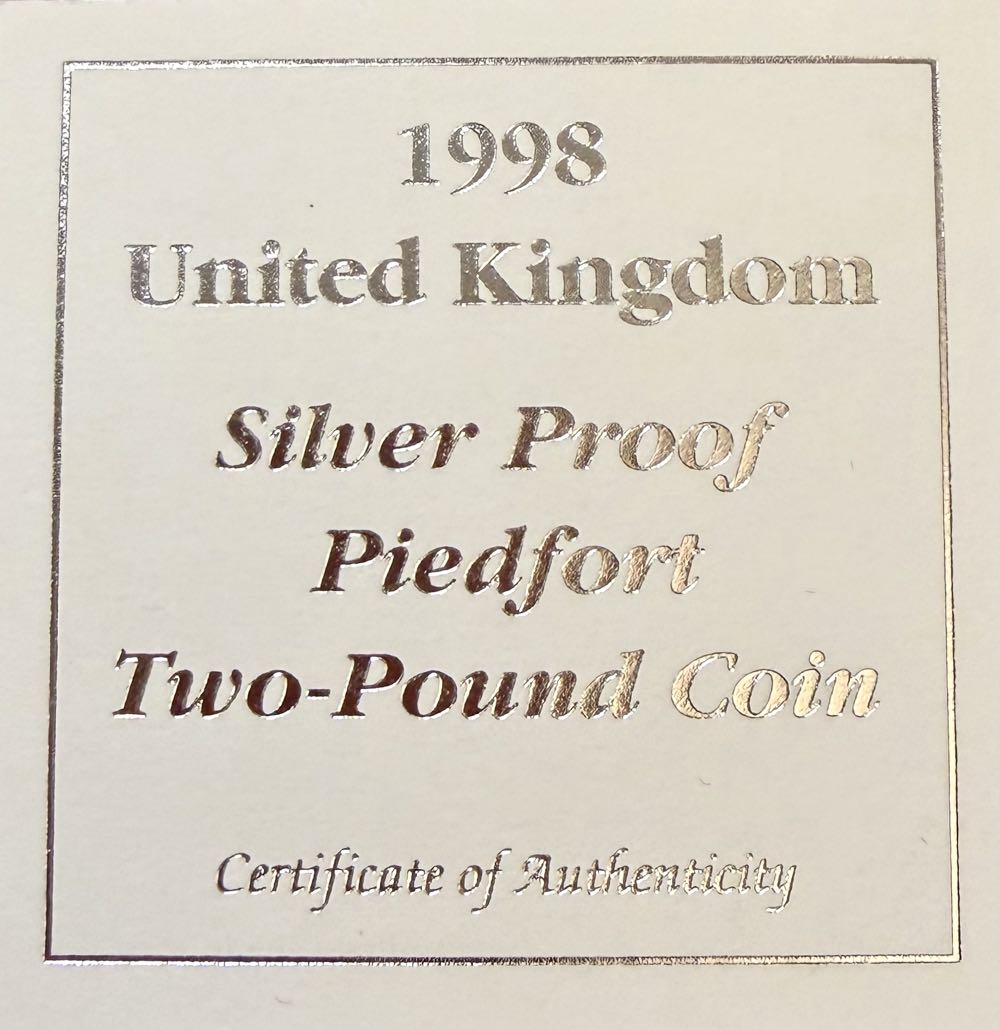 1998
United Kingdom
Silver Proof
Piedfort
Two-Pound Coin
Certificate of Authenticity